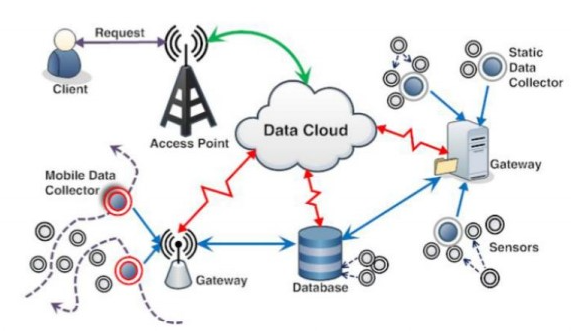 Request
Client
Access Point
Data Cloud
Static
Data
Collector
Gateway
Mobile Data
Collector
Sensors
Gateway
Database